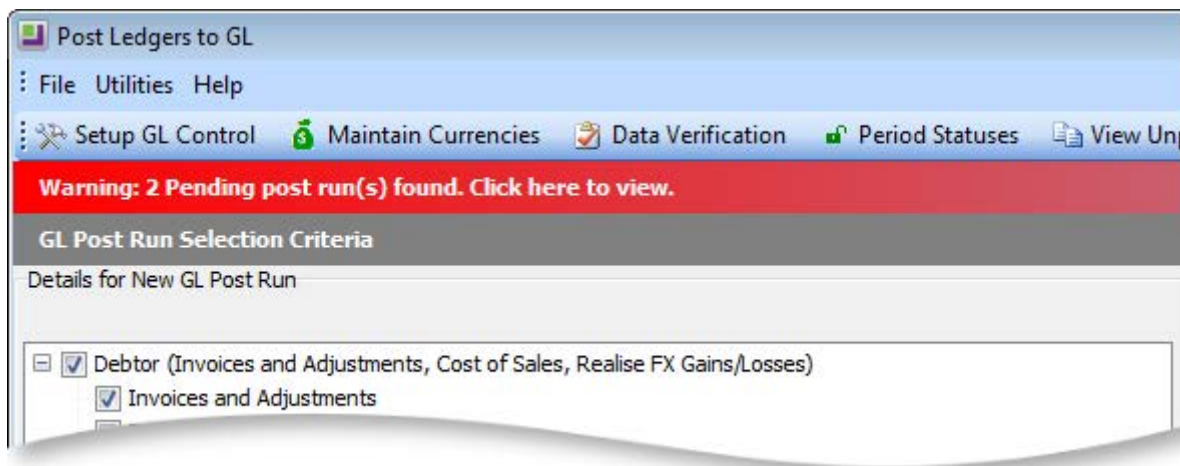 Post Ledgers to GL
File Utilities Help
Setup GL Control Maintain Currencies Data Verification Period Statuses View
Warning: 2 Pending post run(s) found. Click here to view.
GL Post Run Selection Criteria
Details for New GL Post Run
Debtor (Invoices and Adjustments, Cost of Sales, Realise FX Gains/Losses)
Invoices and Adjustments